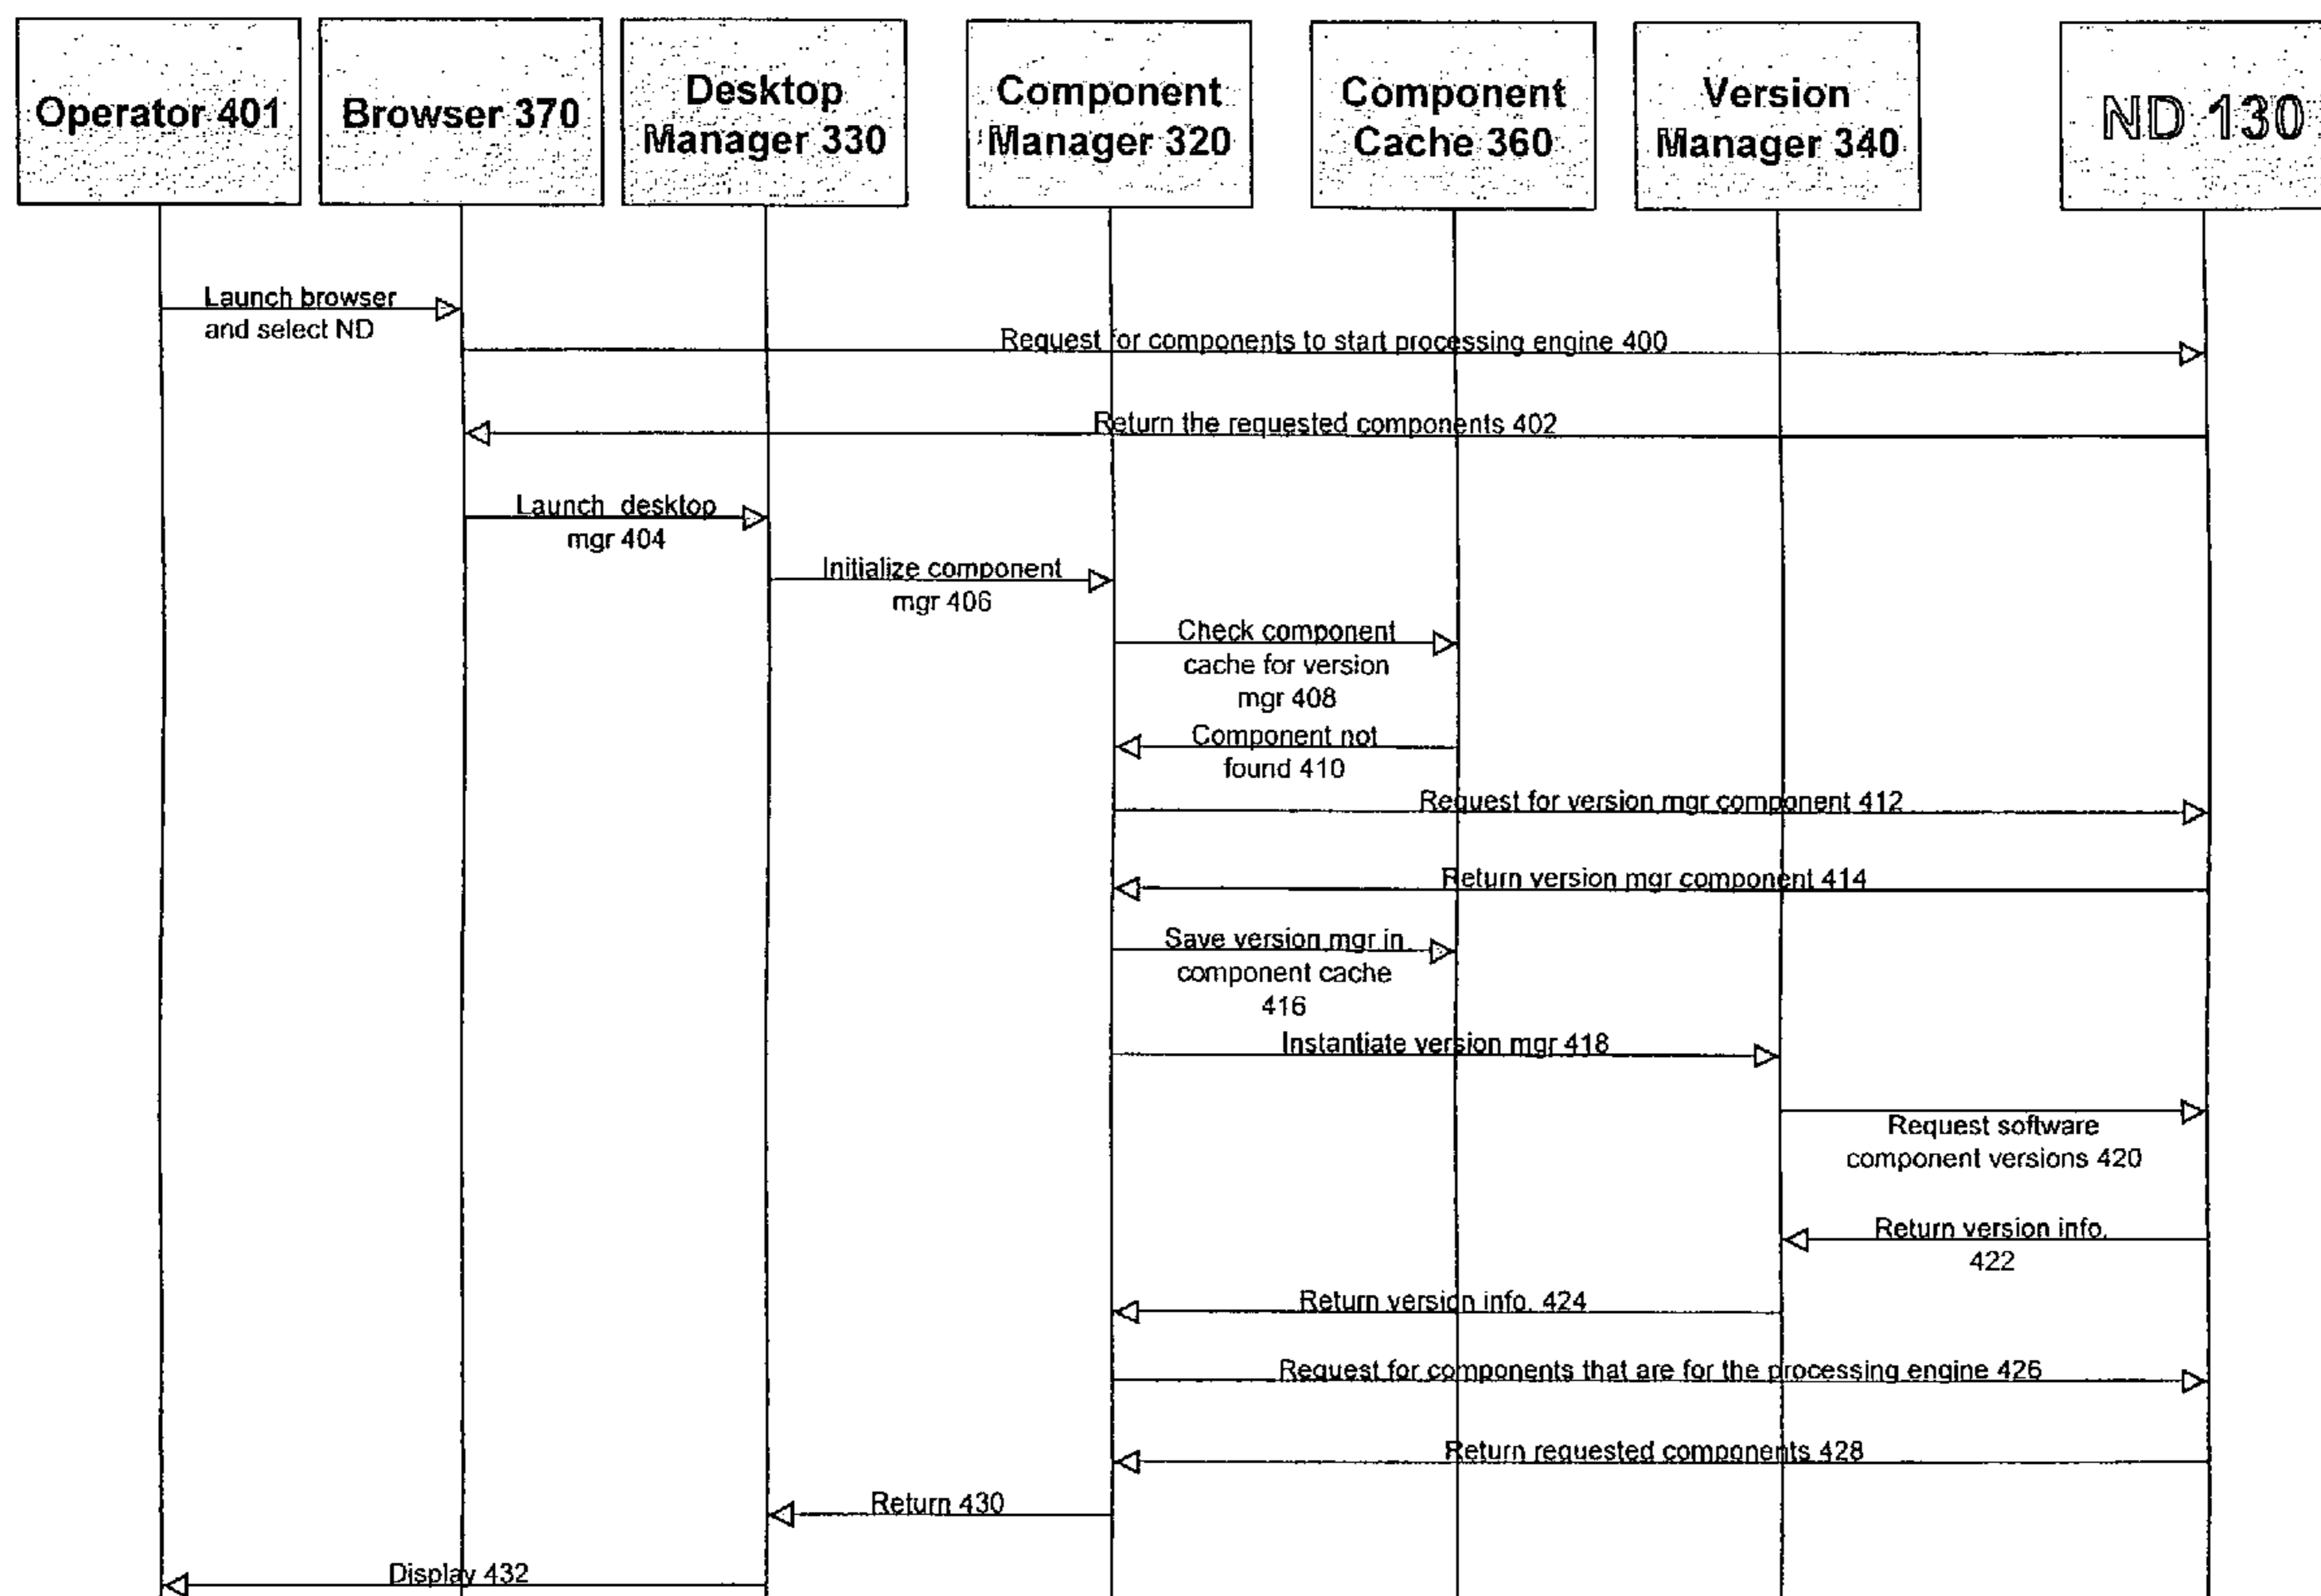 Operator 401
Browser 370
Desktop
Manager 330
Component
Manager 320
Component
Cache 360
Version
Manager 340
ND 130
Launch browser
and select ND
Request for components to start processing engine 400
Return the requested components 402
Launch desktop
mgr 404
Initialize component
mgr 406
Check component
cache for version
mgr 408
Component not
found 410
Request for version mgr component 412
Return version mgr component 414
Save version mgr in
component cache
416
Instantiate version mgr 418
Request software
component versions 420
Return version info.
422
Return version info. 424
Request for components that are for the processing engine 426
Return requested components 428
Return 430
Display 432